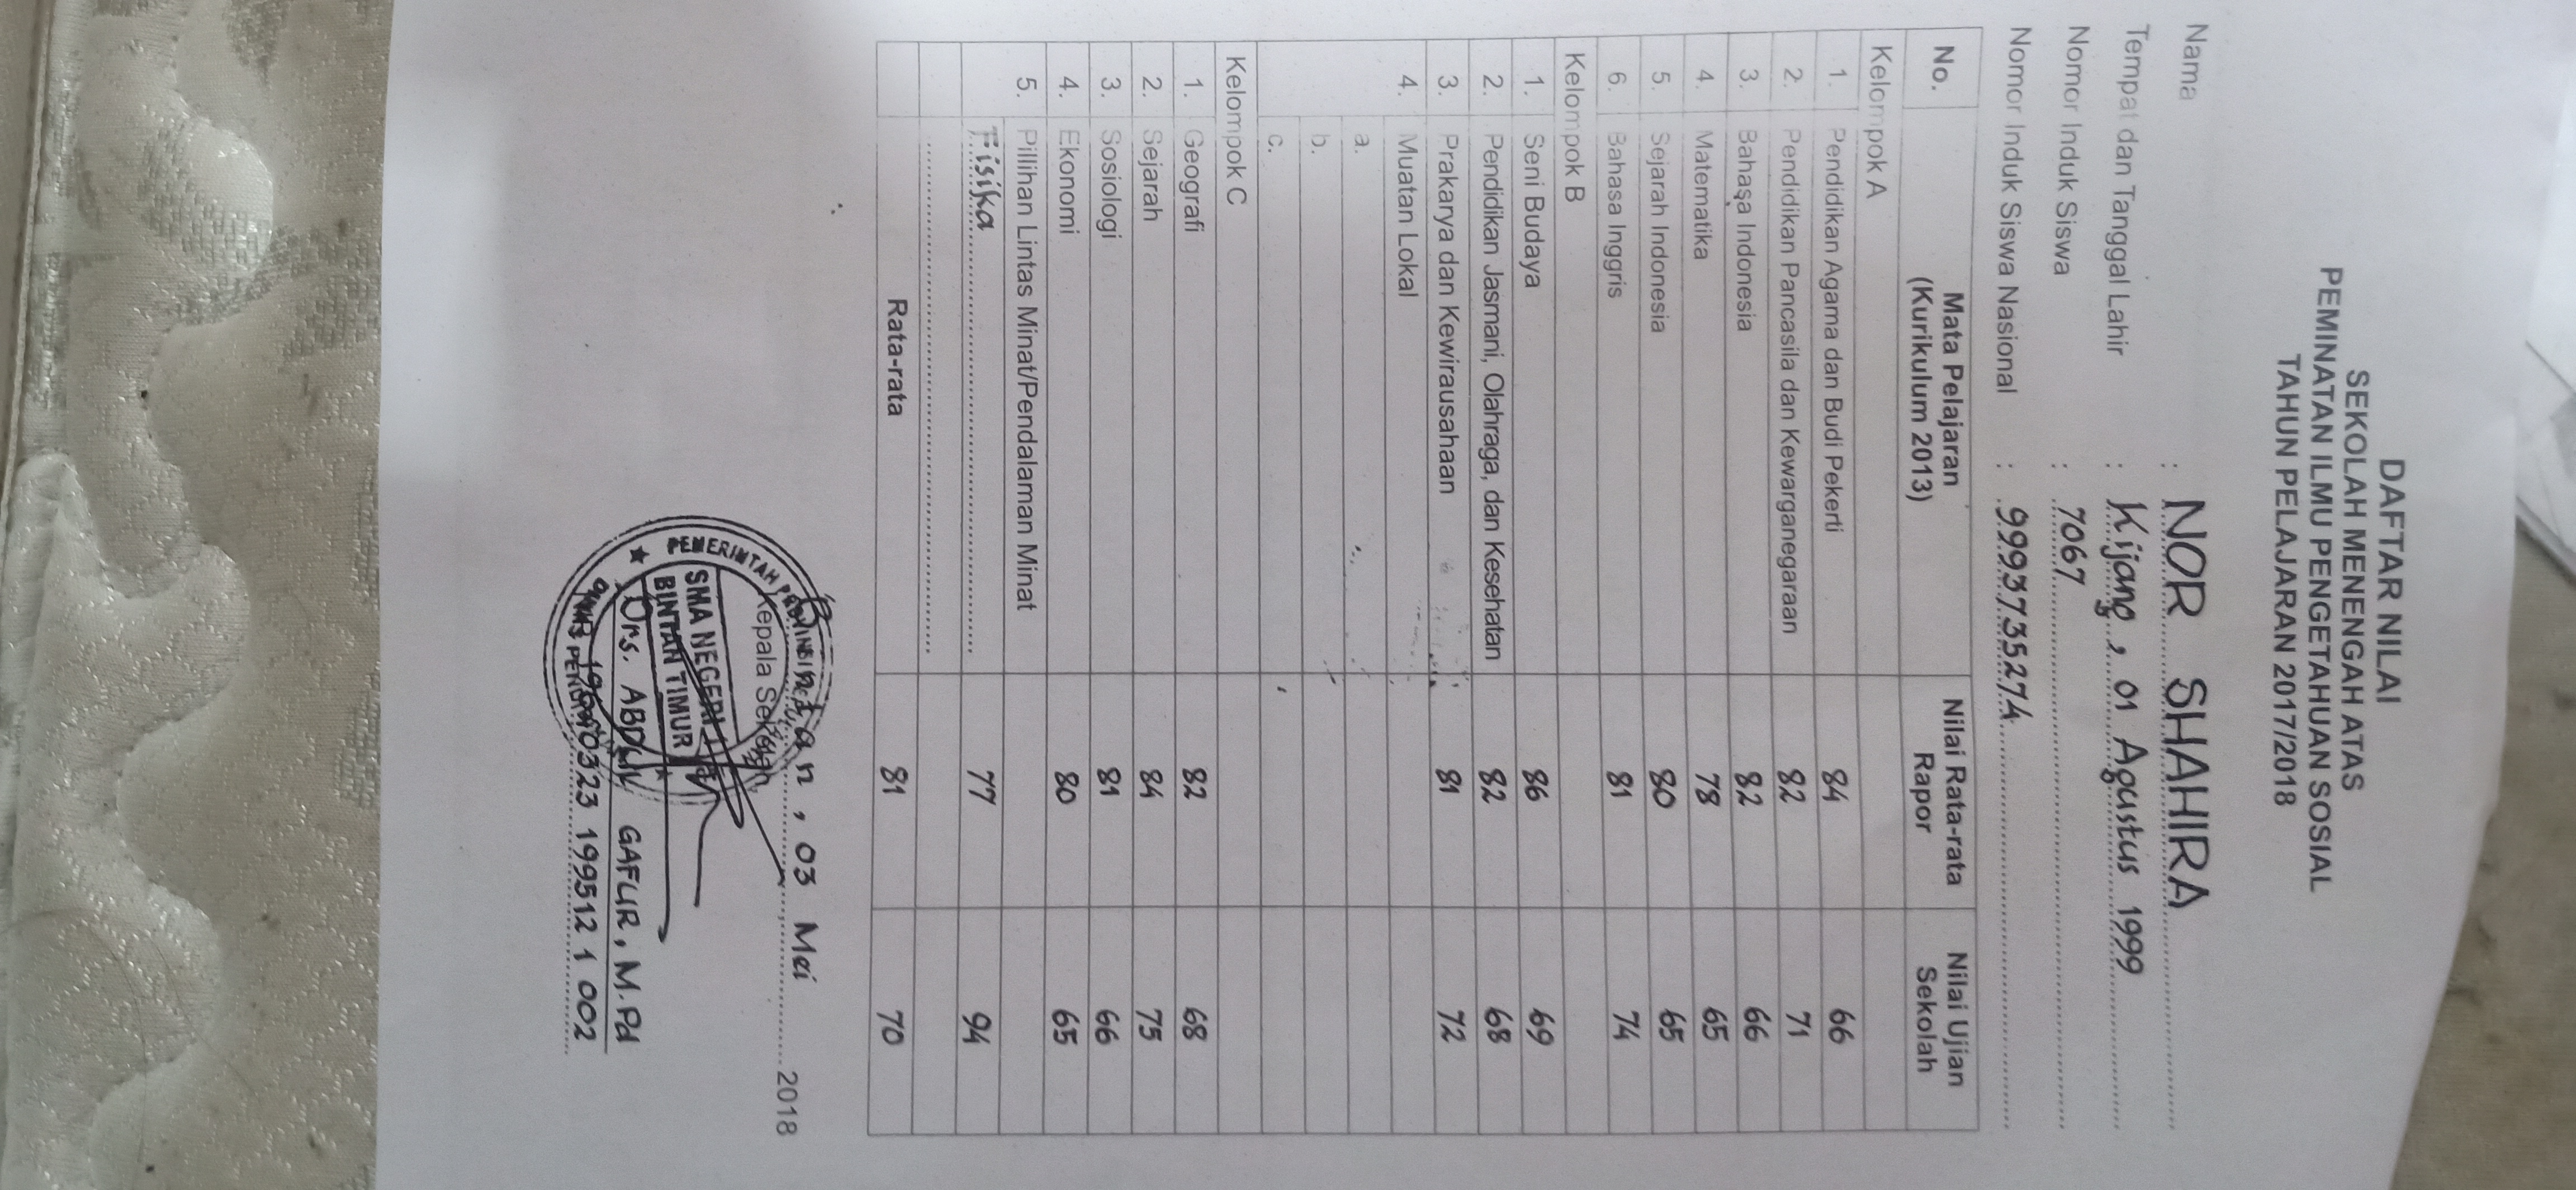 DAFTAR NILAI
SEKOLAH MENENGAH ATAS
PEMINATAN ILMU PENGETAHUAN SOSIAL
TAHUN PELAJARAN 2017/2018
Nama : NOR SHAHIRA
Tempat dan Tanggal Lahir : Kijang, 01 Agustus 1999
Nomor Induk Siswa : 7067
Nomor Induk Siswa Nasional : 9993735274
No. Mata Pelajaran (Kurikulum 2013) Nilai Rata-rata Rapor Nilai Ujian Sekolah
Kelompok A
1. Pendidikan Agama dan Budi Pekerti 84 66
2. Pendidikan Pancasila dan Kewarganegaraan 82 71
3. Bahasa Indonesia 82 66
4. Matematika 78 65
5. Sejarah Indonesia 80 65
6. Bahasa Inggris 81 74
Kelompok B
1. Seni Budaya 86 69
2. Pendidikan Jasmani, Olahraga, dan Kesehatan 82 68
3. Prakarya dan Kewirausahaan 81 72
4. Muatan Lokal
a.
b.
c.
Kelompok C
1. Geografi 82 68
2. Sejarah 84 75
3. Sosiologi 81 66
4. Ekonomi 80 65
5. Pillihan Lintas Minat/Pendalaman Minat
Fisika 77 94
Rata-rata 81 70
Bintan, 03 Mei 2018
Kepala Sekolah,
PEMERINTAH PROVINSI
SMA NEGERI 1
BINTAN TIMUR
Drs. ABDUL GAFUR, M.Pd
19690323 199512 1 002